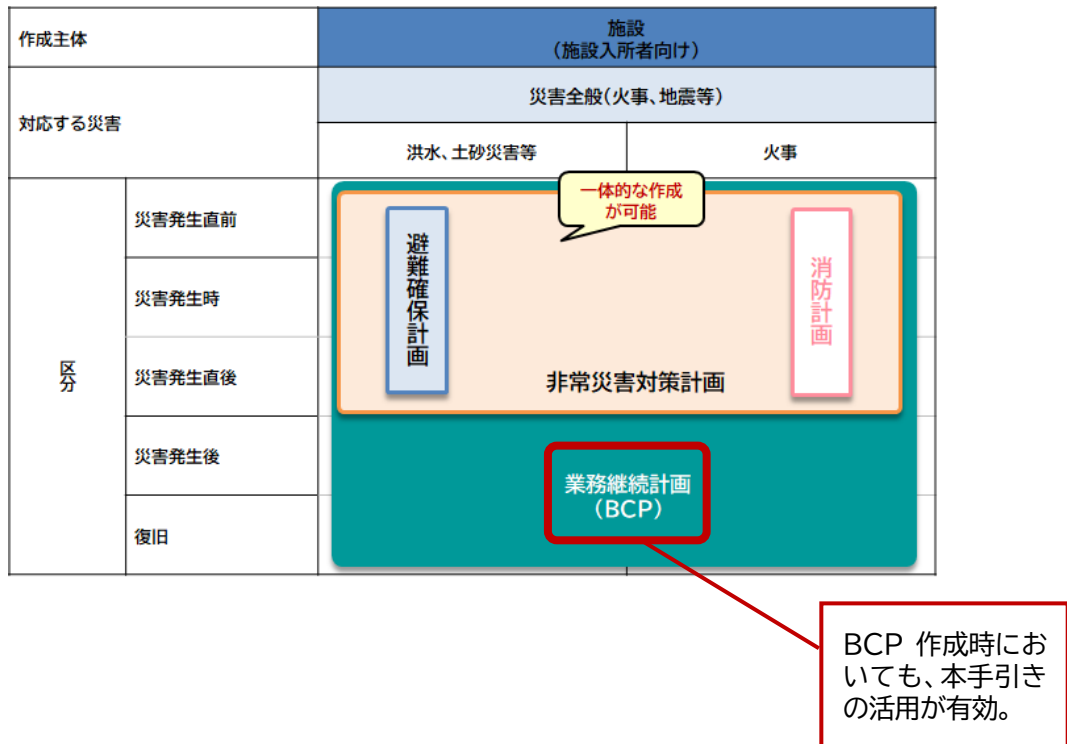 作成主体
施設
（施設入所者向け）
対応する災害
災害全般（火事、地震等）
洪水、土砂災害等
火事
区分
災害発生直前
災害発生時
災害発生直後
災害発生後
復旧
一体的な作成
が可能
避難確保計画
消防計画
非常災害対策計画
業務継続計画
（BCP）
BCP 作成時にお
いても、本手引き
の活用が有効。